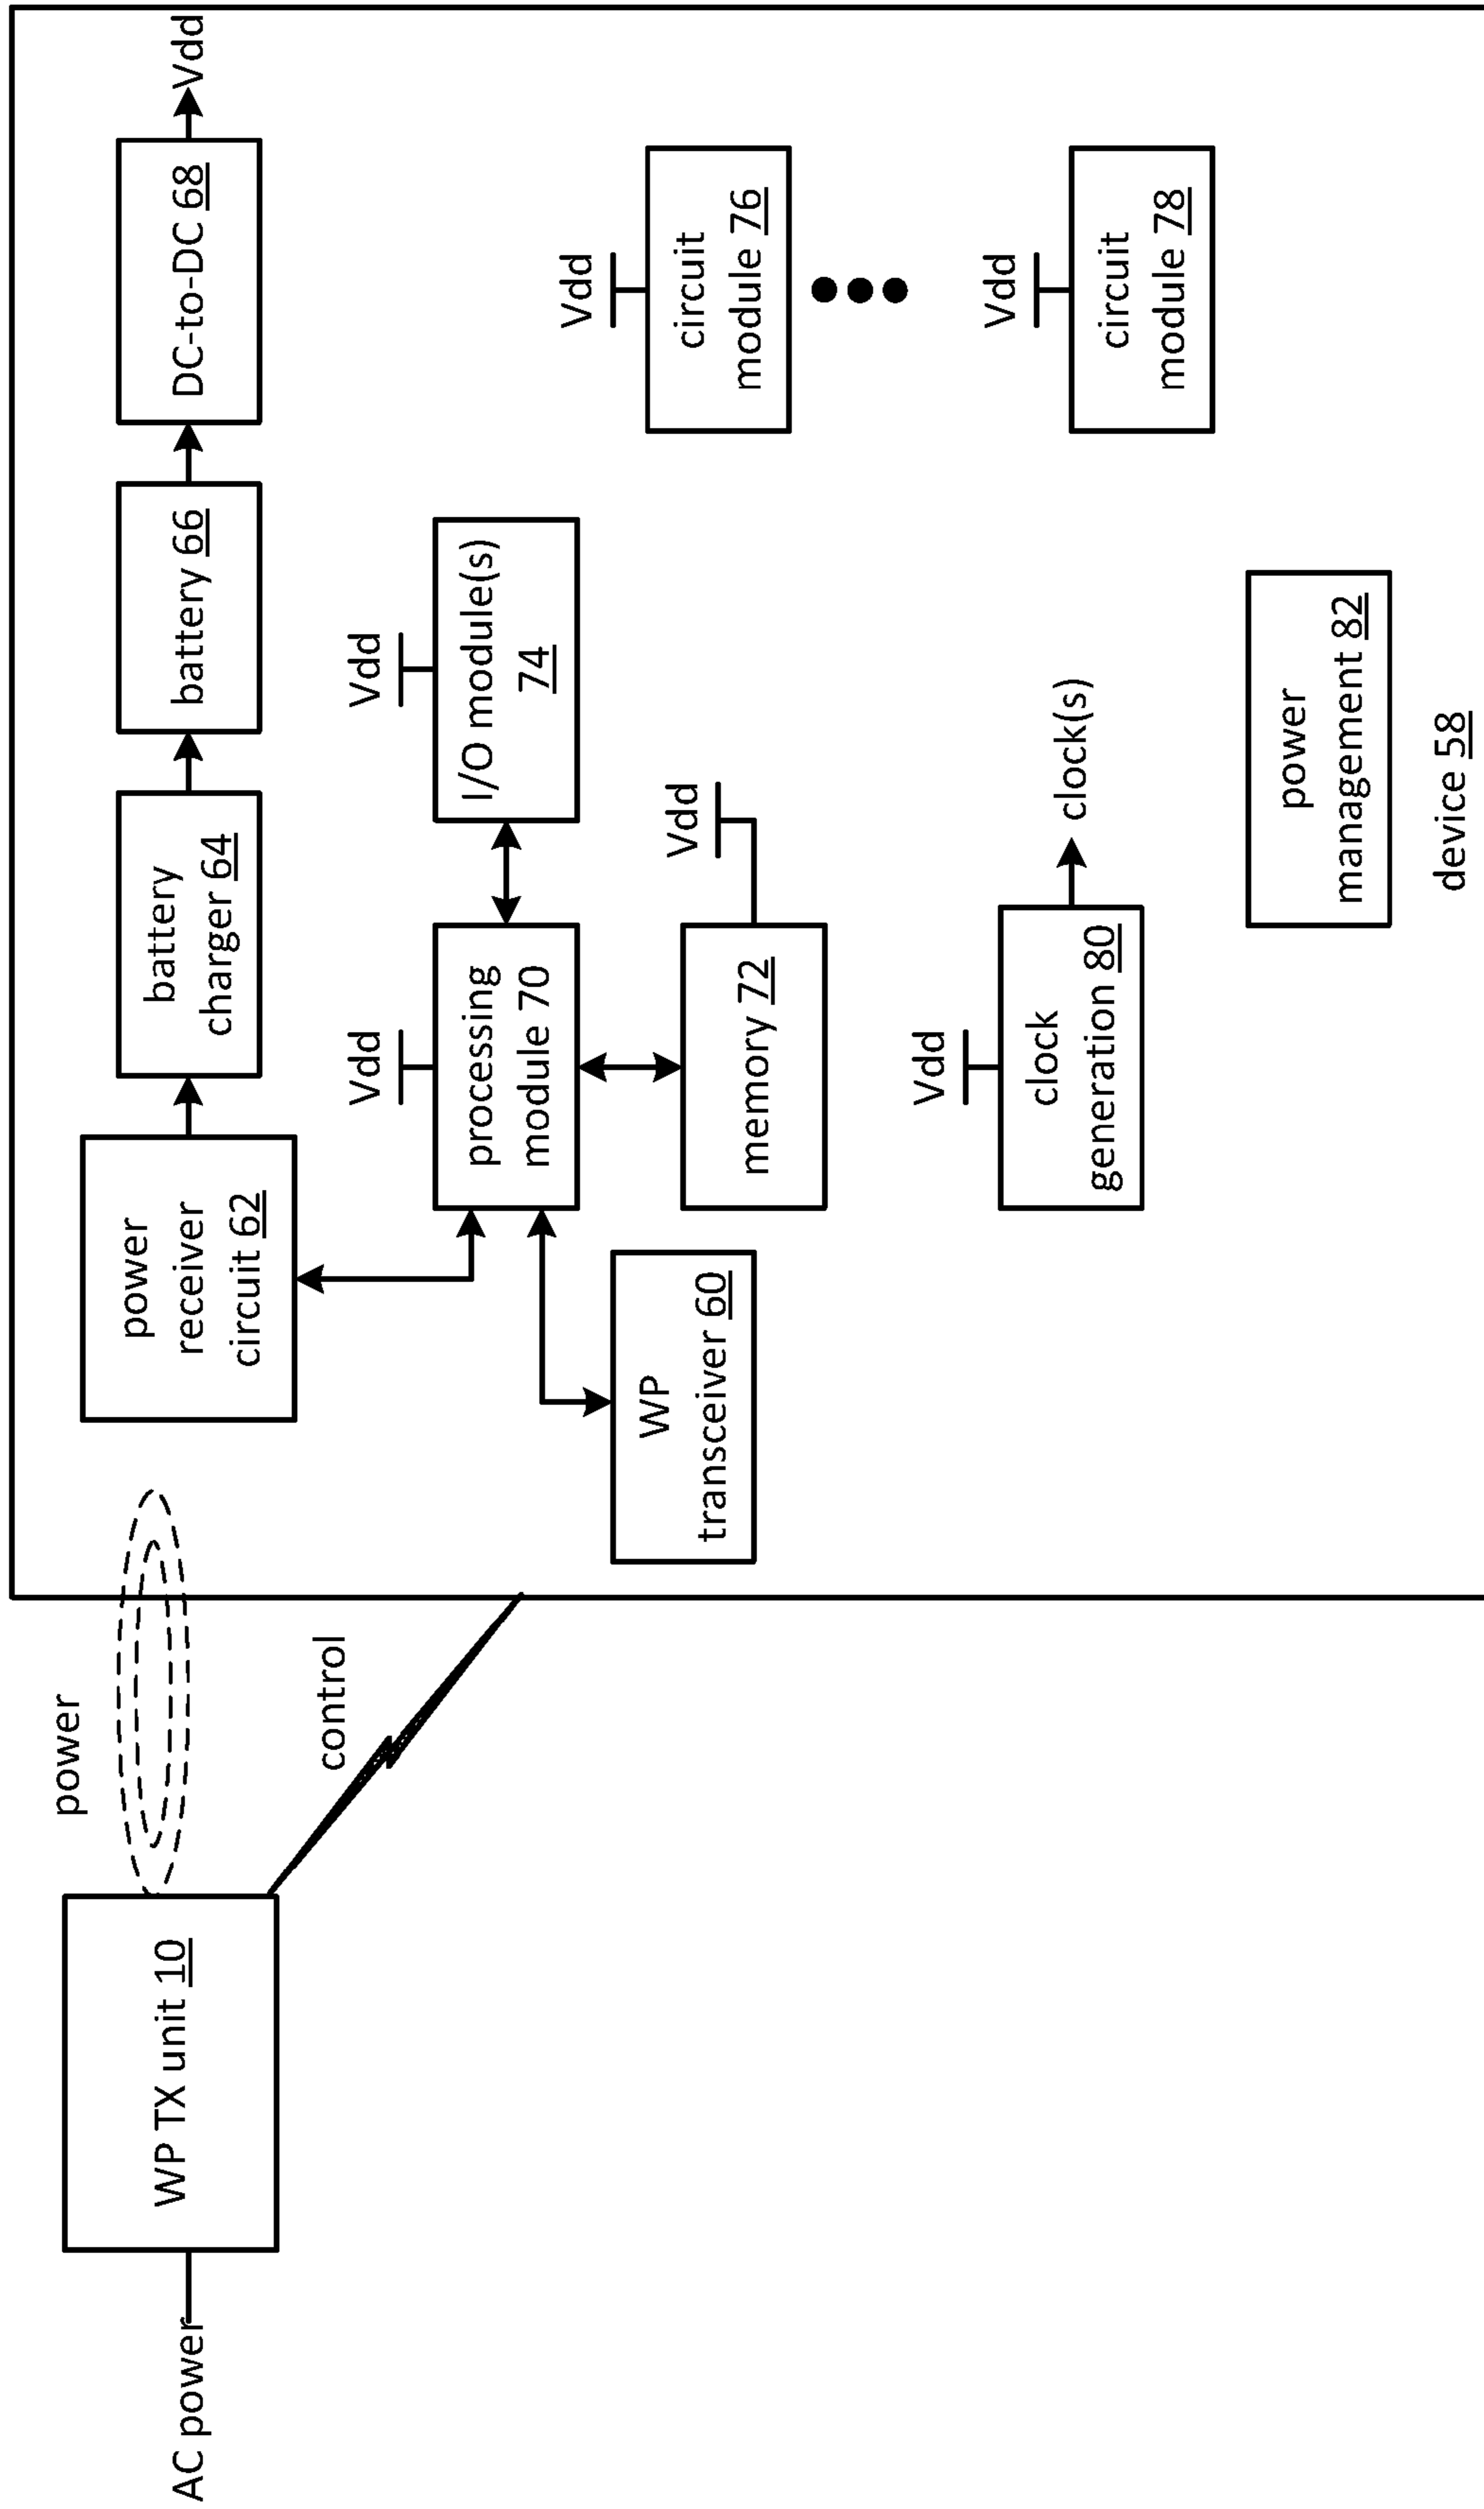 AC power
WP TX unit 10
power
control
power
receiver
circuit 62
battery
charger 64
battery 66
DC-to-DC 68
Vdd
WP
transceiver 60
Vdd
processing
module 70
Vdd
I/O module(s)
74
memory 72
Vdd
Vdd
circuit
module 76
Vdd
circuit
module 78
Vdd
clock
generation 80
clock(s)
power
management 82
device 58